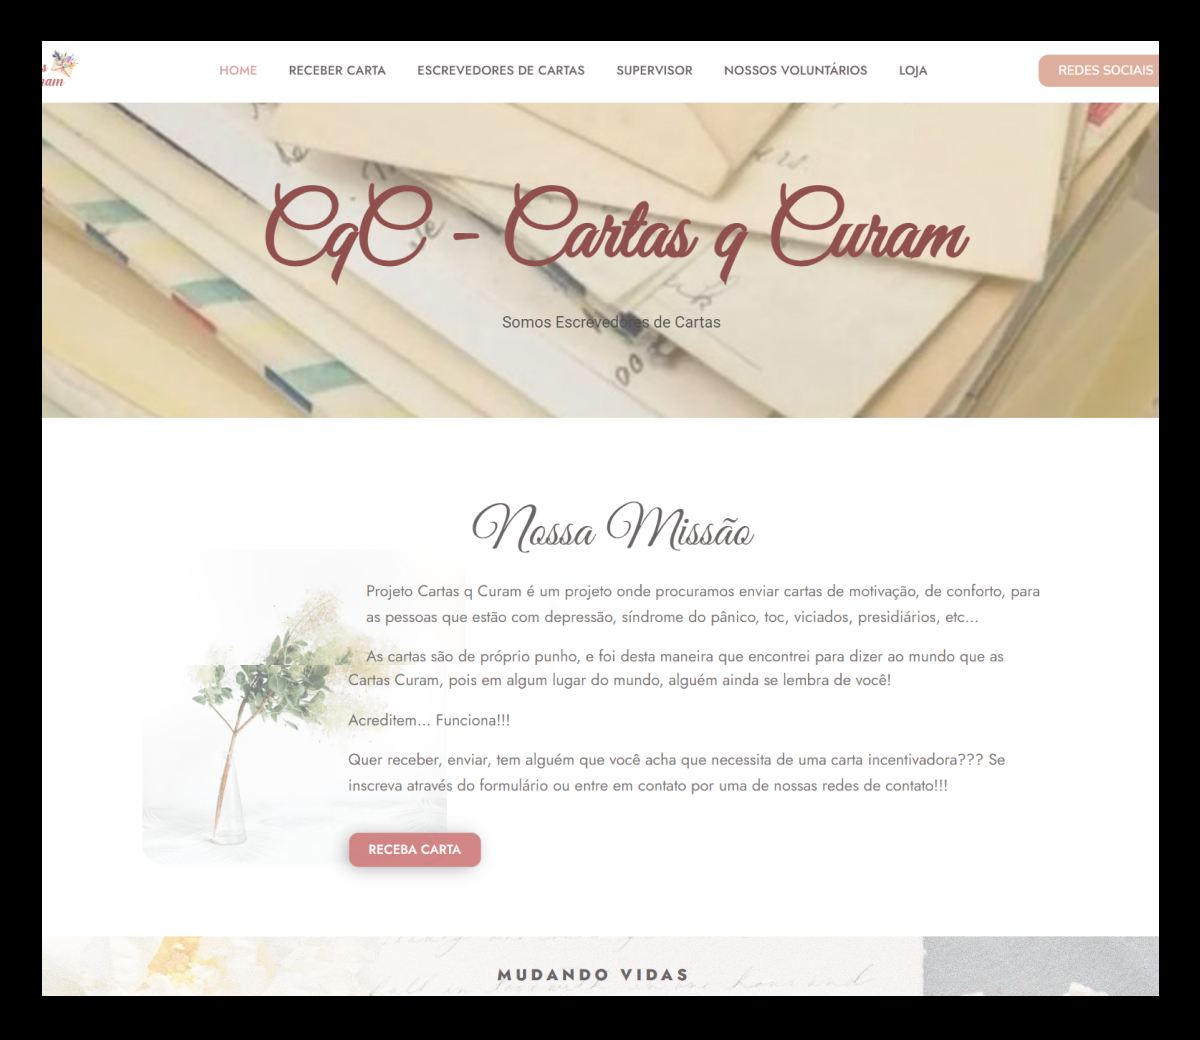 HOME RECEBER CARTA ESCREVEDORES DE CARTAS SUPERVISOR NOSSOS VOLUNTÁRIOS LOJA REDES SOCIAIS
CqC - Cartas q Curam
Somos Escrevedores de Cartas
Nossa Missão
Projeto Cartas q Curam é um projeto onde procuramos enviar cartas de motivação, de conforto, para
as pessoas que estão com depressão, síndrome do pânico, toc, viciados, presidiários, etc...
As cartas são de próprio punho, e foi desta maneira que encontrei para dizer ao mundo que as
Cartas Curam, pois em algum lugar do mundo, alguém ainda se lembra de você!
Acreditem... Funciona!!!
Quer receber, enviar, tem alguém que você acha que necessita de uma carta incentivadora??? Se
inscreva através do formulário ou entre em contato por uma de nossas redes de contato!!!
RECEBA CARTA
MUDANDO VIDAS